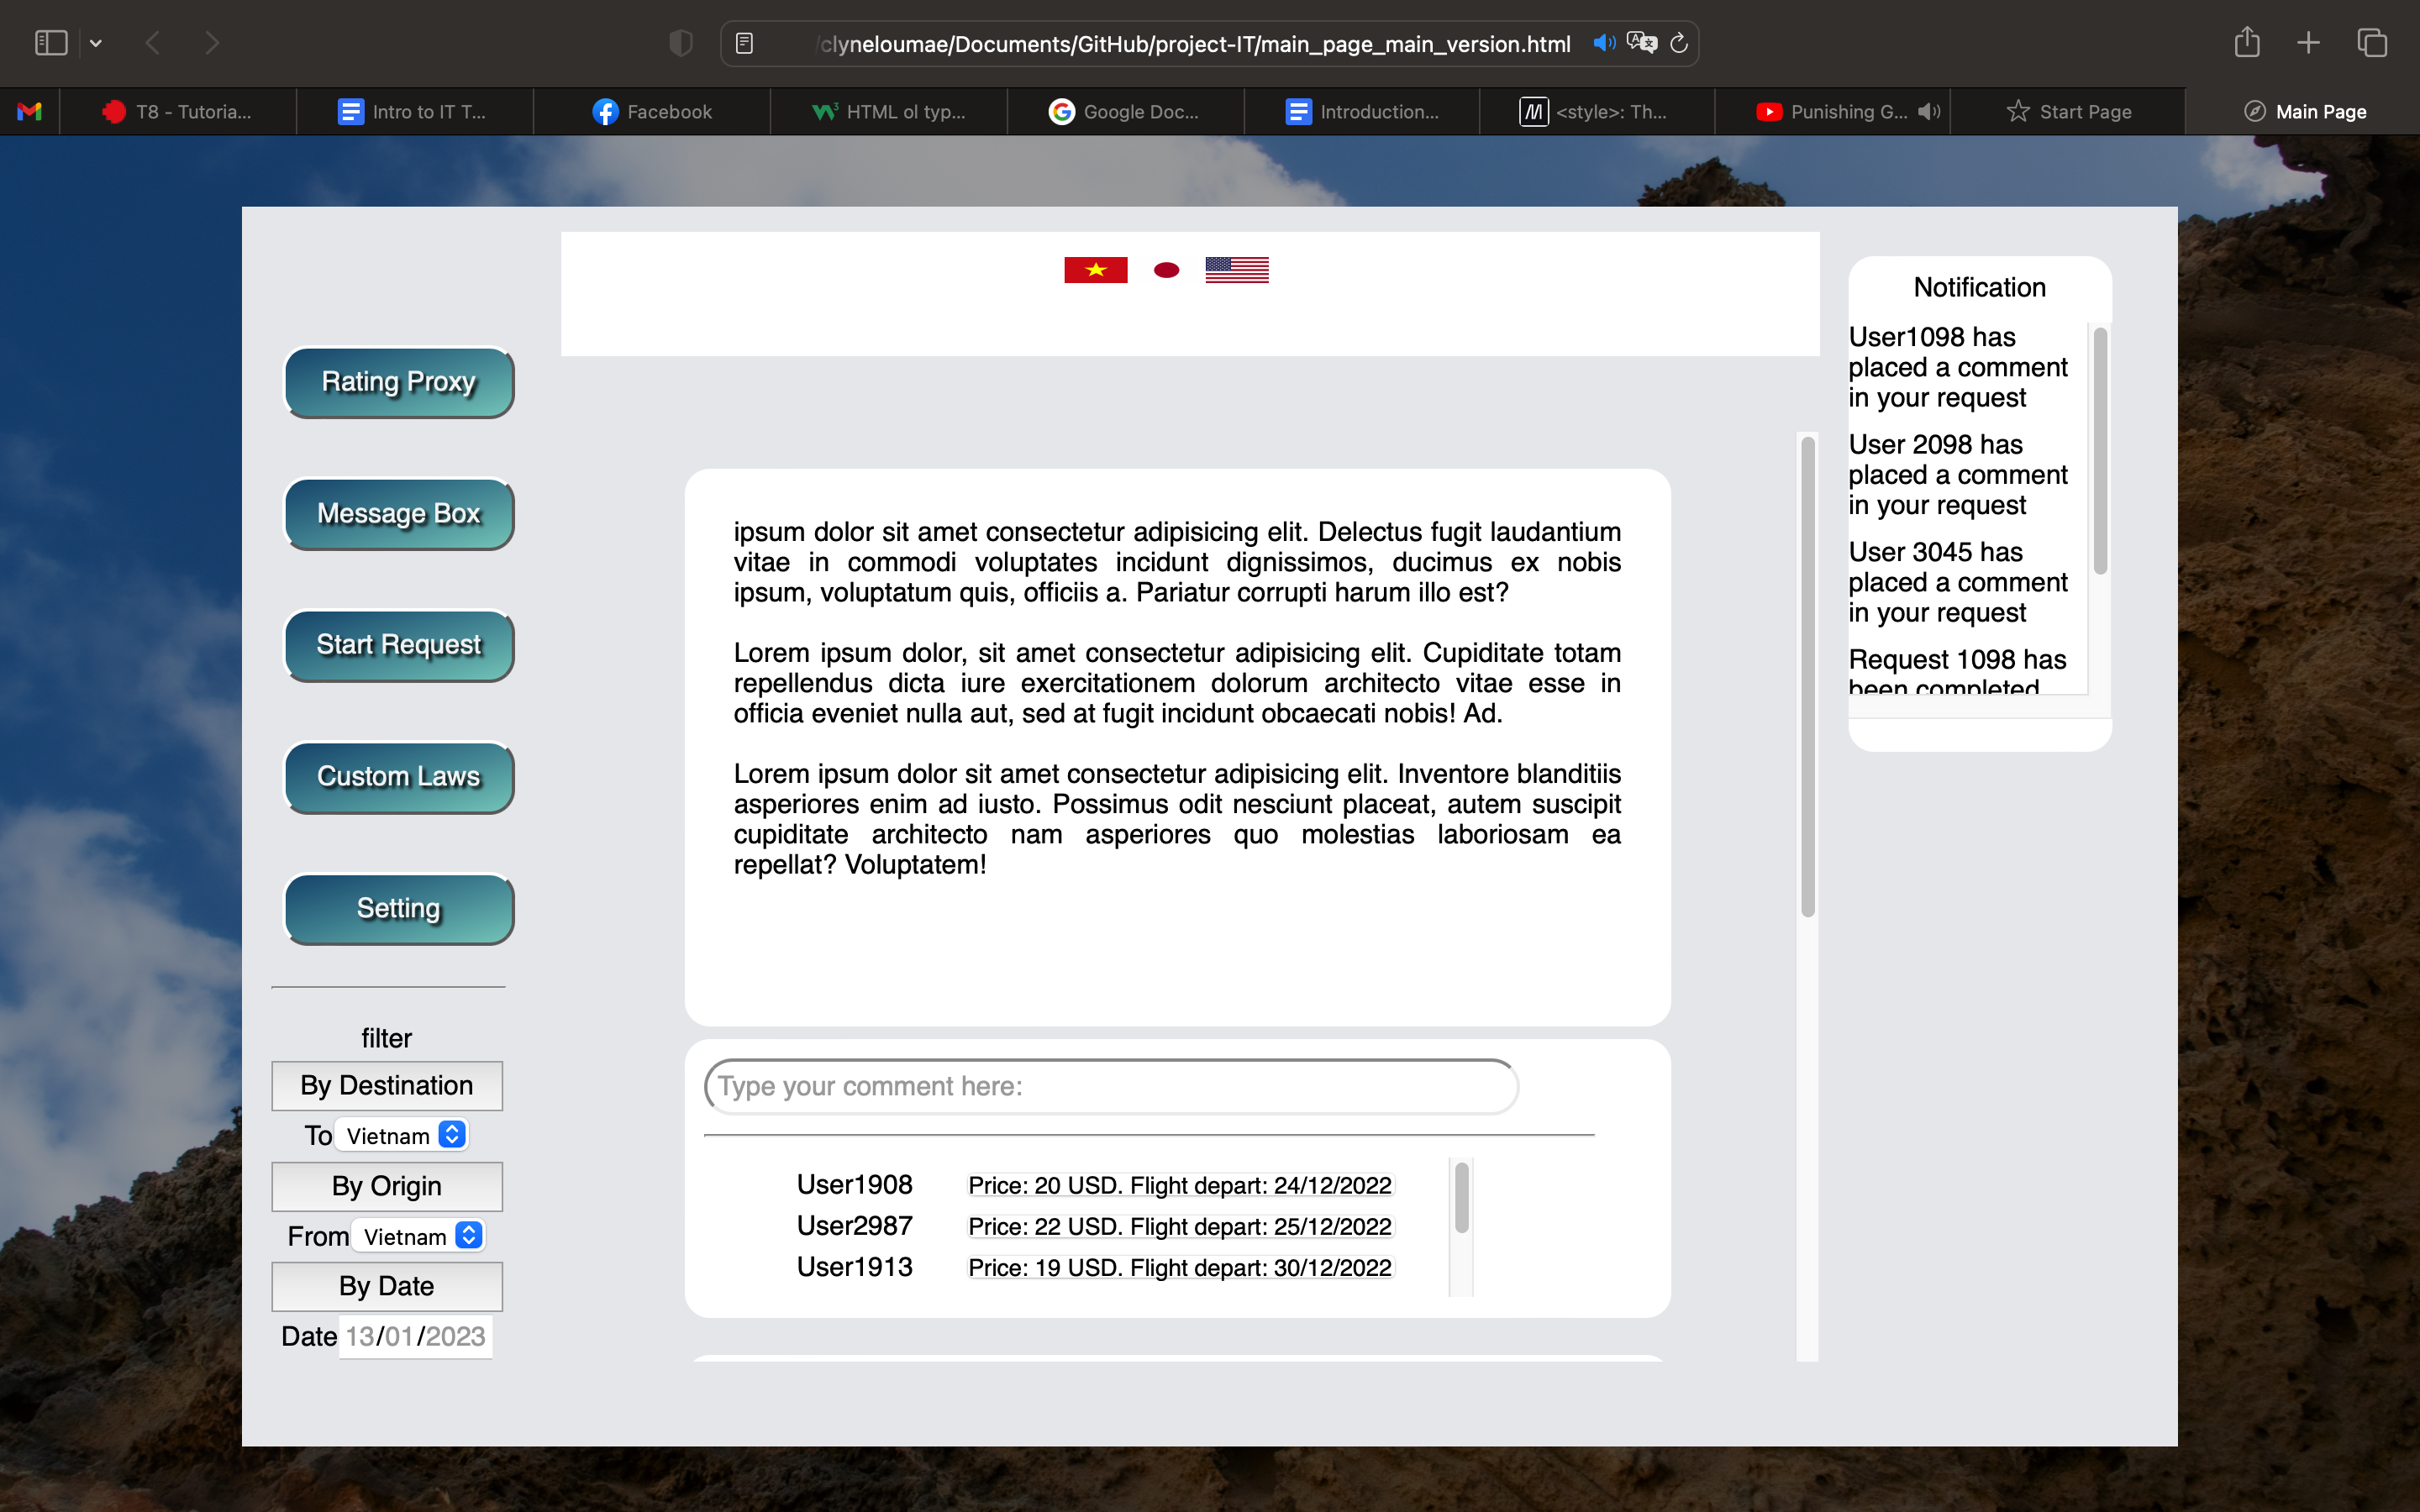 /clyneloumae/Documents/GitHub/project-IT/main_page_main_version.html
T8 - Tutoria...
Intro to IT T...
Facebook
HTML ol typ...
Google Doc...
Introduction...
<style>: Th...
Punishing G...
Start Page
Main Page
Rating Proxy
Message Box
Start Request
Custom Laws
Setting
filter
By Destination
To Vietnam
By Origin
From Vietnam
By Date
Date 13/01/2023
ipsum dolor sit amet consectetur adipisicing elit. Delectus fugit laudantium
vitae in commodi voluptates incidunt dignissimos, ducimus ex nobis
ipsum, voluptatum quis, officiis a. Pariatur corrupti harum illo est?
Lorem ipsum dolor, sit amet consectetur adipisicing elit. Cupiditate totam
repellendus dicta iure exercitationem dolorum architecto vitae esse in
officia eveniet nulla aut, sed at fugit incidunt obcaecati nobis! Ad.
Lorem ipsum dolor sit amet consectetur adipisicing elit. Inventore blanditiis
asperiores enim ad iusto. Possimus odit nesciunt placeat, autem suscipit
cupiditate architecto nam asperiores quo molestias laboriosam ea
repellat? Voluptatem!
Type your comment here:
User1908 Price: 20 USD. Flight depart: 24/12/2022
User2987 Price: 22 USD. Flight depart: 25/12/2022
User1913 Price: 19 USD. Flight depart: 30/12/2022
Notification
User1098 has
placed a comment
in your request
User 2098 has
placed a comment
in your request
User 3045 has
placed a comment
in your request
Request 1098 has
been completed